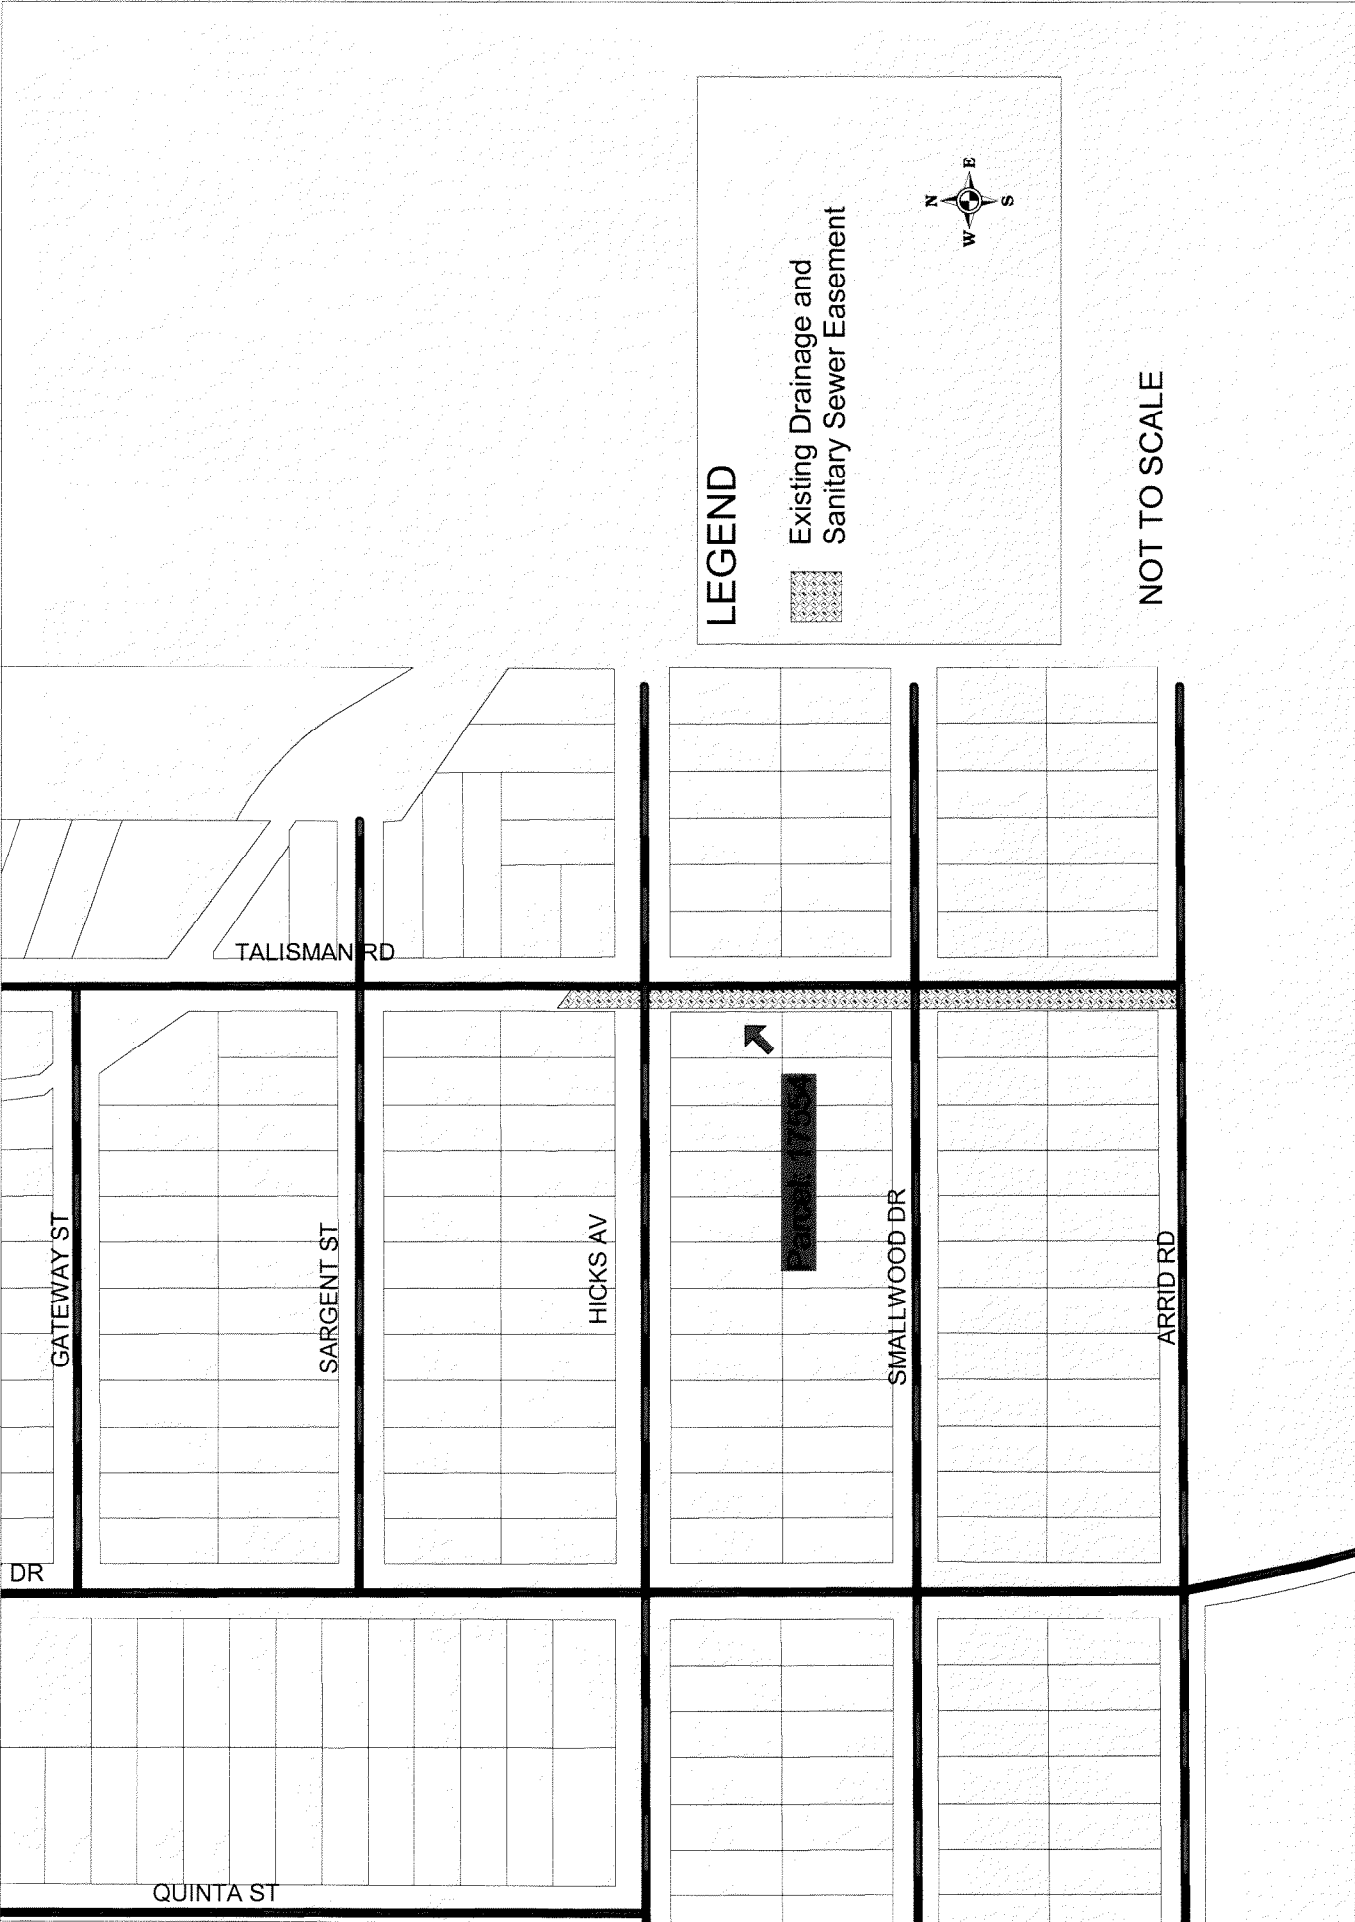 LEGEND
Existing Drainage and
Sanitary Sewer Easement
N
E
S
W
NOT TO SCALE
TALISMAN RD
GATEWAY ST
SARGENT ST
HICKS AV
Parcel: 17554
SMALLWOOD DR
ARRID RD
DR
QUINTA ST